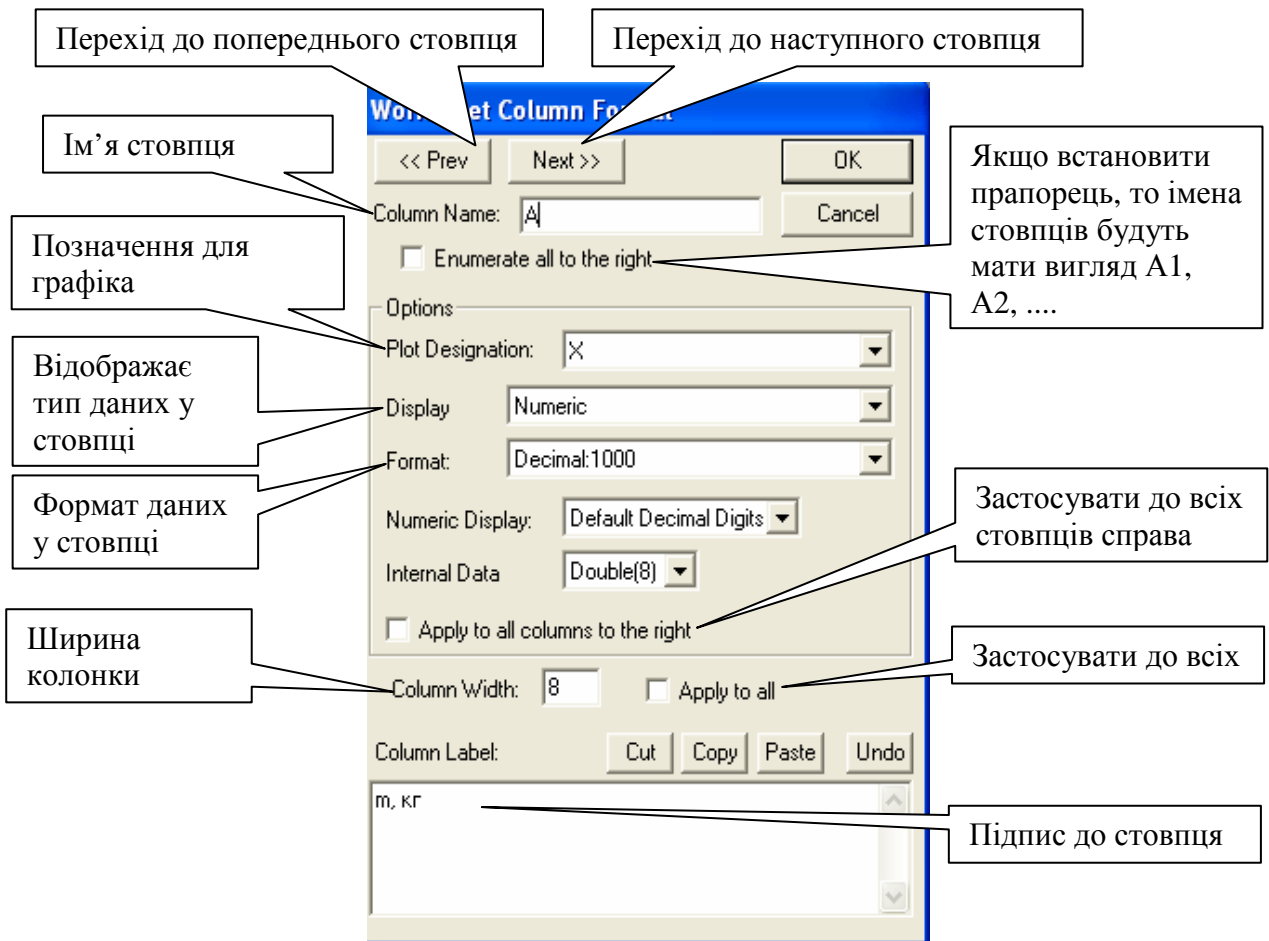 Перехід до попереднього стовпця
Перехід до наступного стовпця
Column
<< Prev
Next >>
OK
Ім’я стовпця
Якщо встановити
прапорець, то імена
стовпців будуть
мати вигляд А1,
А2, ....
Column Name: A
Cancel
Позначення для
графіка
Enumerate all to the right
Options
Plot Designation: X
Відображає
тип даних у
стовпці
Display Numeric
Format: Decimal:1000
Формат даних
у стовпці
Застосувати до всіх
стовпців справа
Numeric Display: Default Decimal Digits
Internal Data Double(8)
Apply to all columns to the right
Ширина
колонки
Застосувати до всіх
Column Width: 8 Apply to all
Column Label: Cut Copy Paste Undo
m, кг
Підпис до стовпця